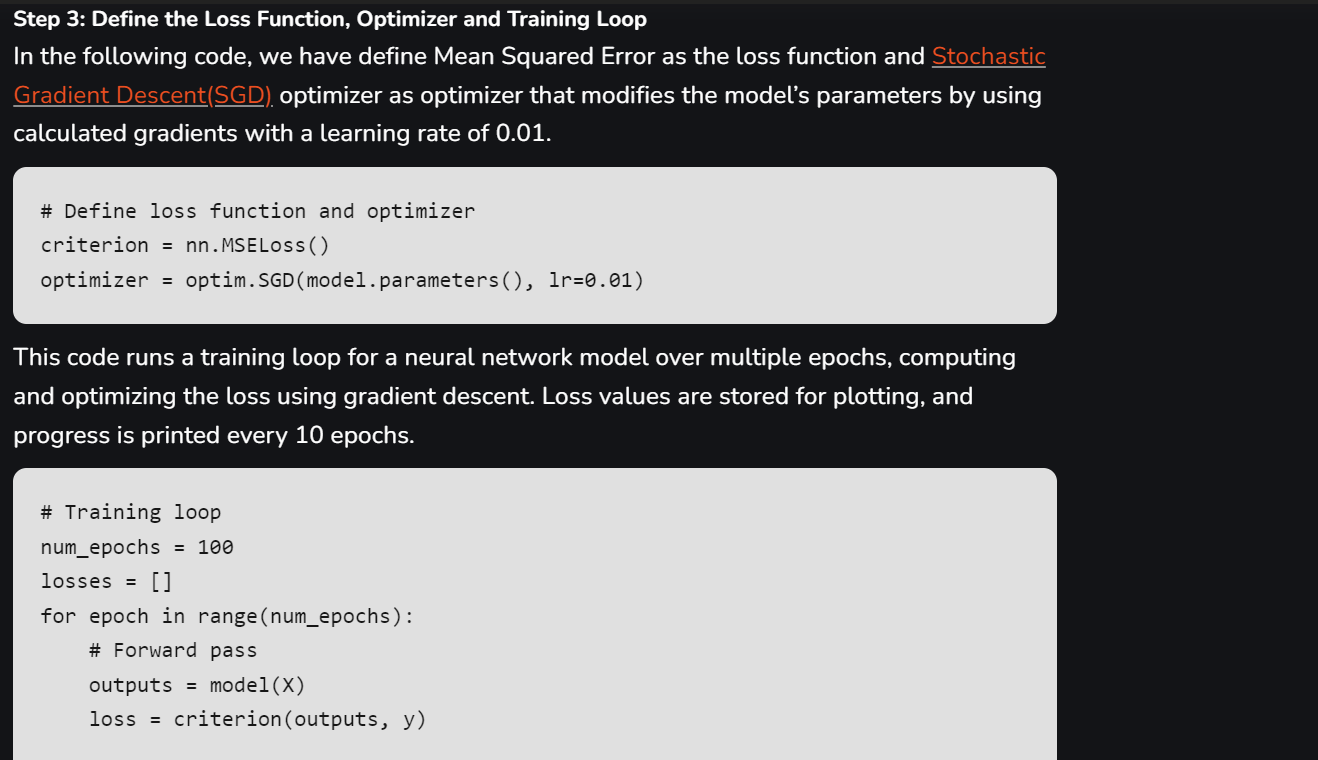 Step 3: Define the Loss Function, Optimizer and Training Loop
In the following code, we have define Mean Squared Error as the loss function and Stochastic
Gradient Descent(SGD) optimizer as optimizer that modifies the model’s parameters by using
calculated gradients with a learning rate of 0.01.
# Define loss function and optimizer
criterion = nn.MSELoss()
optimizer = optim.SGD(model.parameters(), lr=0.01)
This code runs a training loop for a neural network model over multiple epochs, computing
and optimizing the loss using gradient descent. Loss values are stored for plotting, and
progress is printed every 10 epochs.
# Training loop
num_epochs = 100
losses = []
for epoch in range(num_epochs):
    # Forward pass
    outputs = model(X)
    loss = criterion(outputs, y)